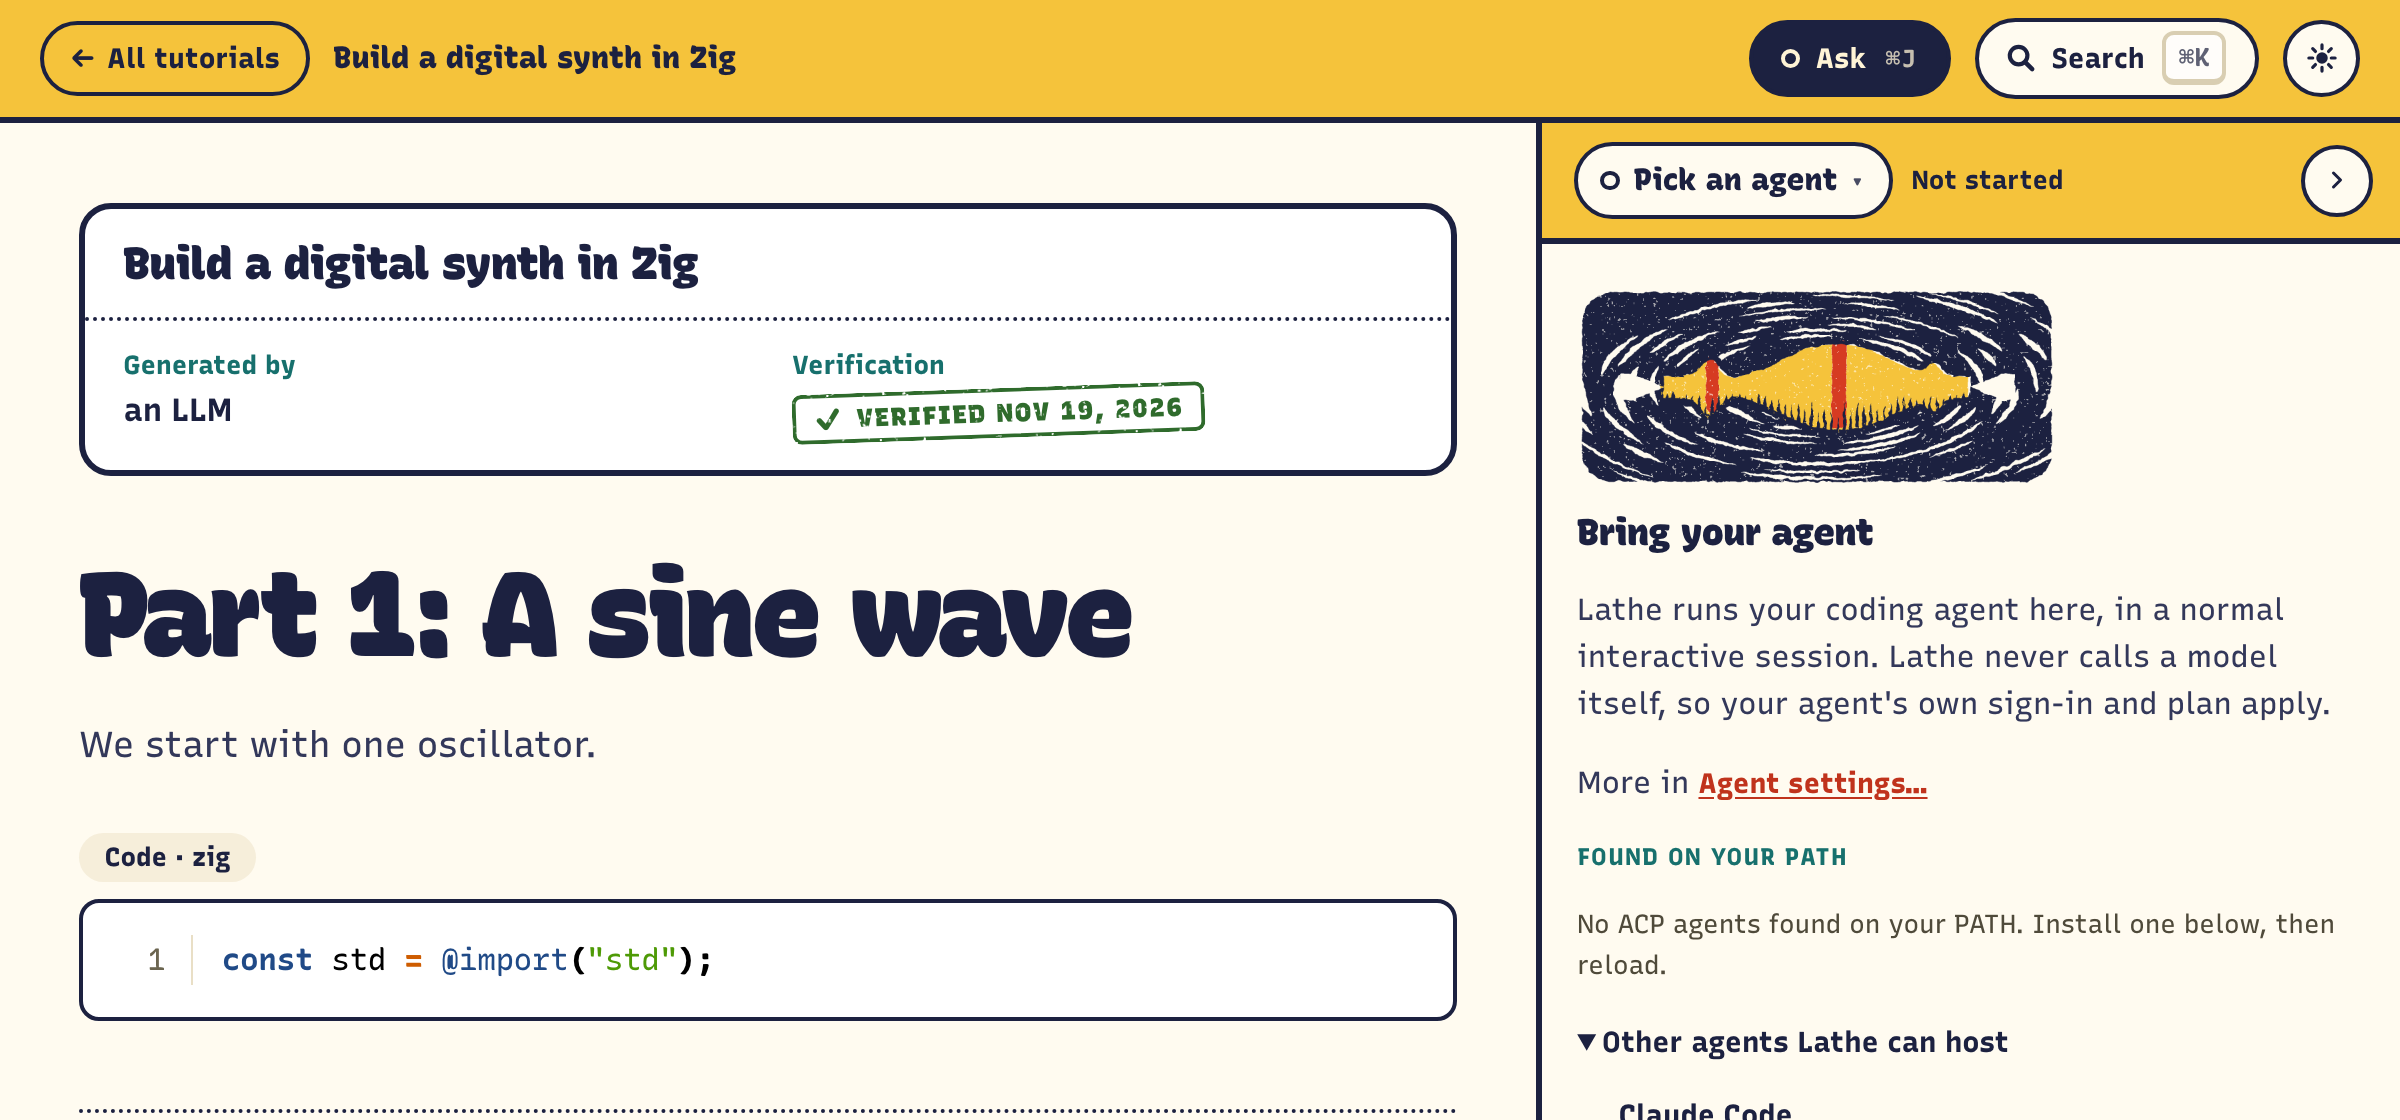 ← All tutorials
Build a digital synth in Zig
Ask ⌘J
Search ⌘K
Build a digital synth in Zig
Generated by
an LLM
Verification
✓ VERIFIED NOV 19, 2026
Part 1: A sine wave
We start with one oscillator.
Code · zig
1 const std = @import("std");
Pick an agent ▾
Not started
Bring your agent
Lathe runs your coding agent here, in a normal
interactive session. Lathe never calls a model
itself, so your agent's own sign-in and plan apply.
More in Agent settings…
FOUND ON YOUR PATH
No ACP agents found on your PATH. Install one below, then
reload.
▼ Other agents Lathe can host
Claude Code